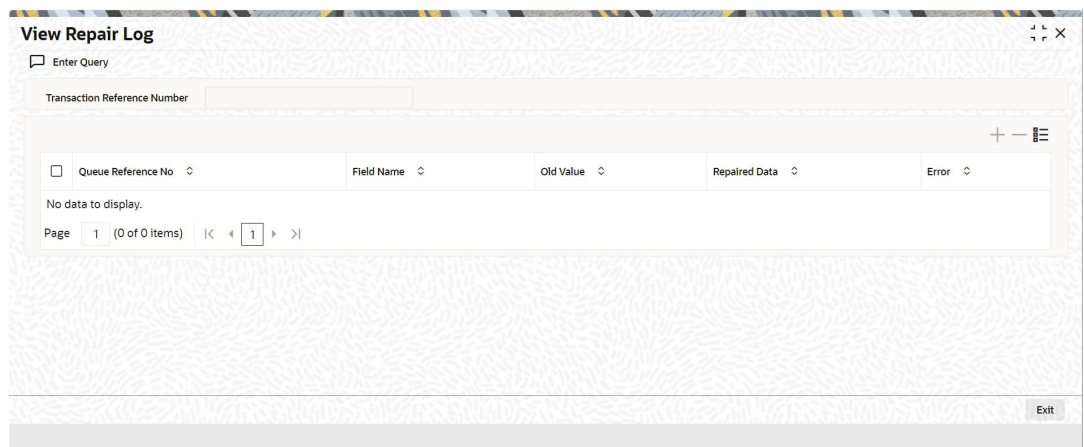 View Repair Log
Enter Query
Transaction Reference Number
Queue Reference No Field Name Old Value Repaired Data Error
No data to display.
Page 1 (0 of 0 items) 1
Exit